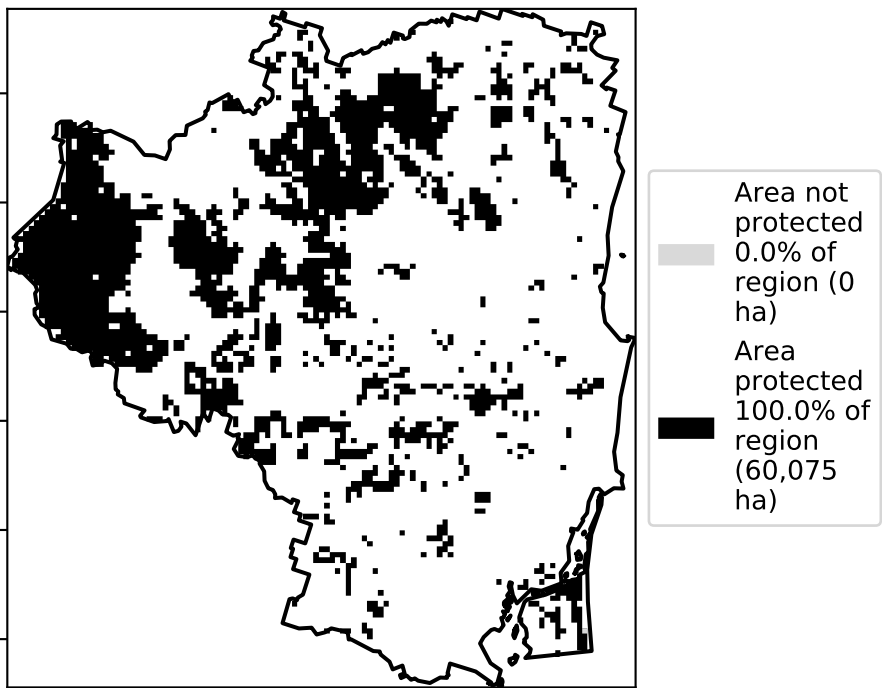 Area not
protected
0.0% of
region (0
ha)
Area
protected
100.0% of
region
(60,075
ha)